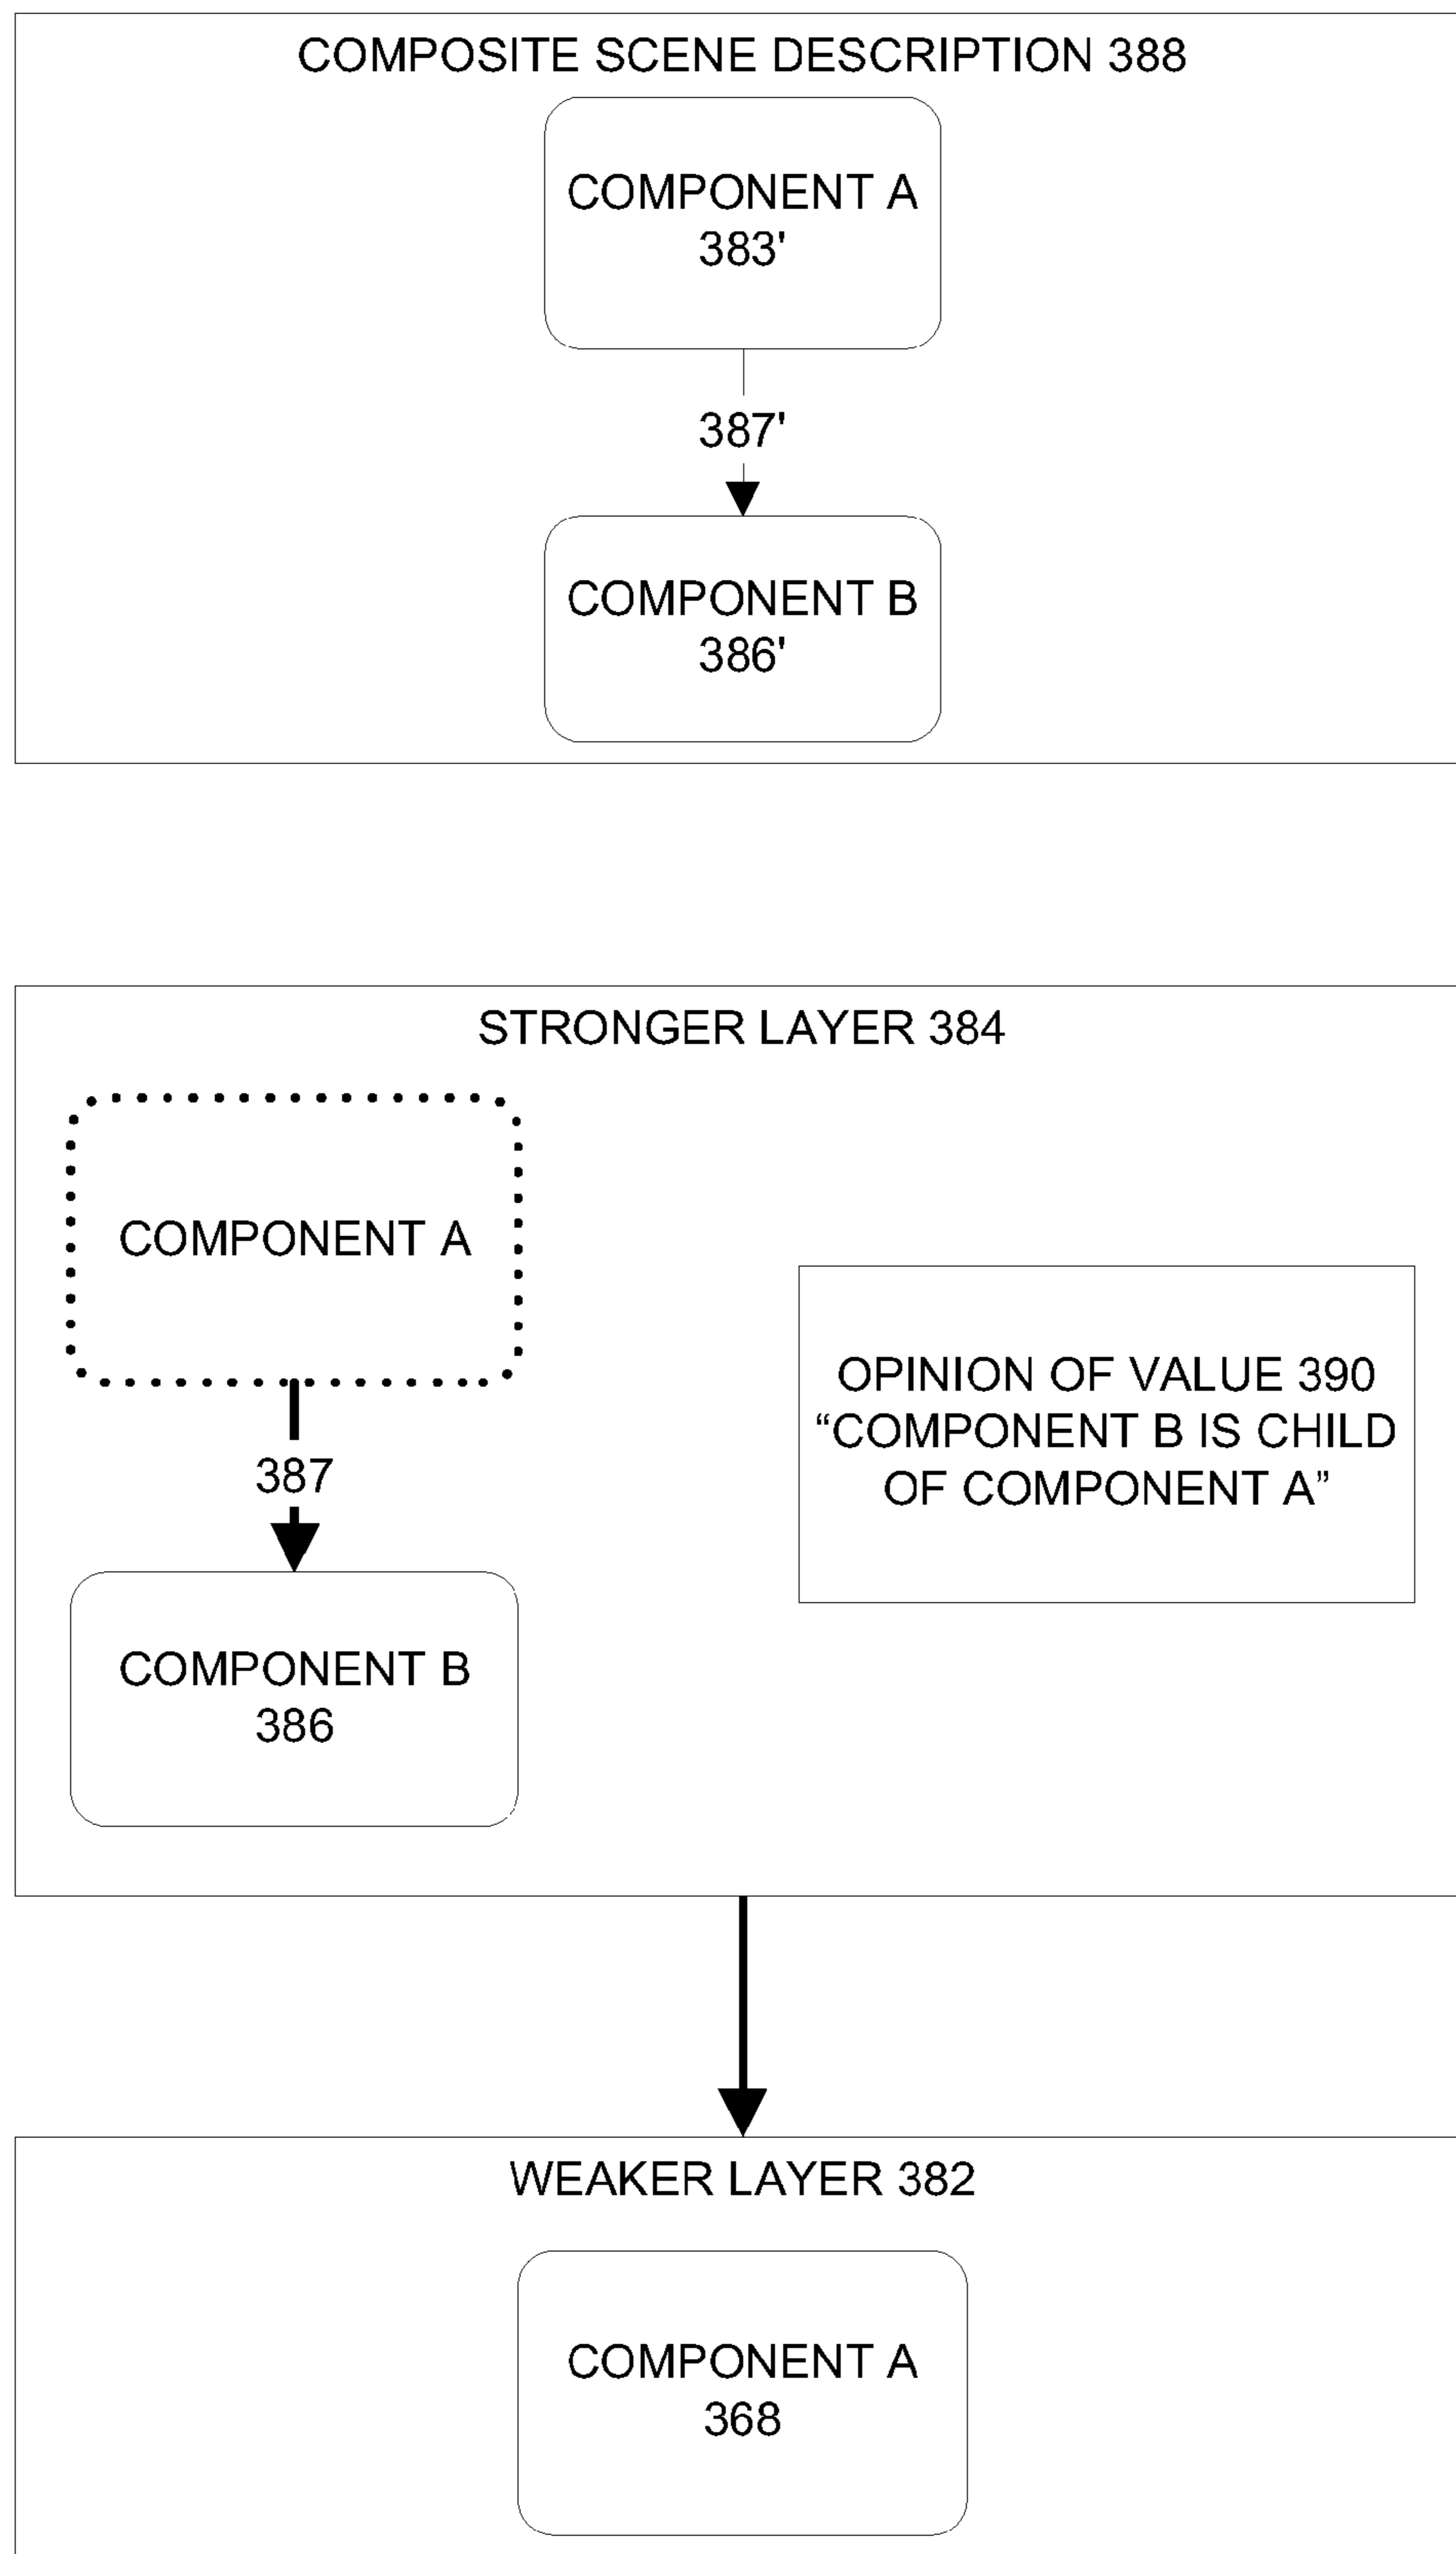 COMPOSITE SCENE DESCRIPTION 388
COMPONENT A
383'
387'
COMPONENT B
386'
STRONGER LAYER 384
COMPONENT A
387
COMPONENT B
386
OPINION OF VALUE 390
“COMPONENT B IS CHILD
OF COMPONENT A”
WEAKER LAYER 382
COMPONENT A
368